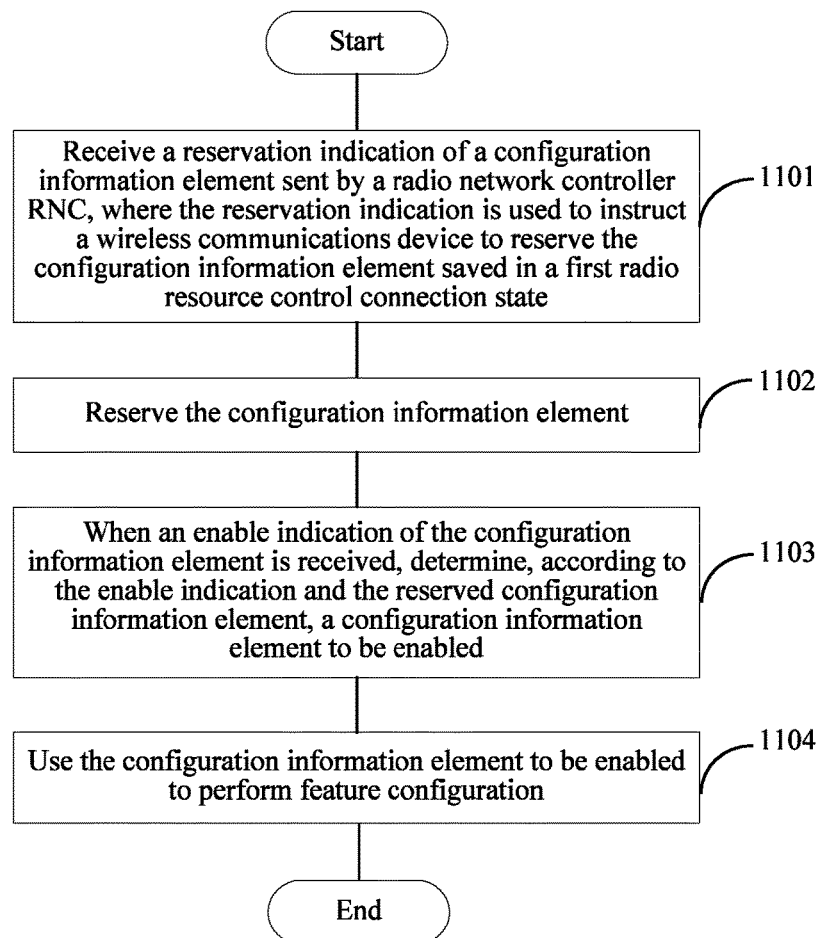 Start
Receive a reservation indication of a configuration
information element sent by a radio network controller
RNC, where the reservation indication is used to instruct
a wireless communications device to reserve the
configuration information element saved in a first radio
resource control connection state
1101
Reserve the configuration information element
1102
When an enable indication of the configuration
information element is received, determine, according to
the enable indication and the reserved configuration
information element, a configuration information
element to be enabled
1103
Use the configuration information element to be enabled
to perform feature configuration
1104
End